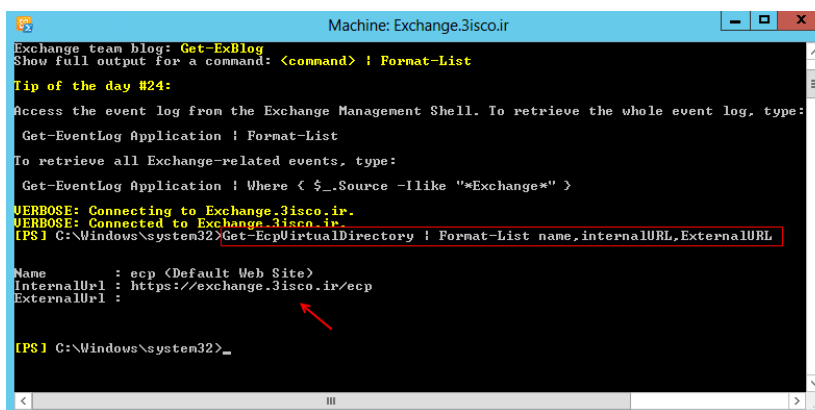 Machine: Exchange.3isco.ir
Exchange team blog: Get-ExBlog
Show full output for a command: <command> | Format-List
Tip of the day #24:
Access the event log from the Exchange Management Shell. To retrieve the whole event log, type:
Get-EventLog Application | Format-List
To retrieve all Exchange-related events, type:
Get-EventLog Application | Where { $_.Source -Ilike "*Exchange*" }
VERBOSE: Connecting to Exchange.3isco.ir.
VERBOSE: Connected to Exchange.3isco.ir.
[PS] C:\Windows\system32>Get-EcpVirtualDirectory | Format-List name,internalURL,ExternalURL
Name : ecp (Default Web Site)
InternalUrl : https://exchange.3isco.ir/ecp
ExternalUrl :
[PS] C:\Windows\system32>_